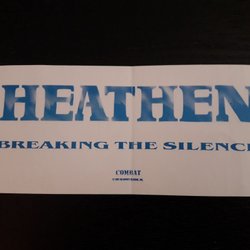 HEATHEN
BREAKING THE SILENCE
COMBAT